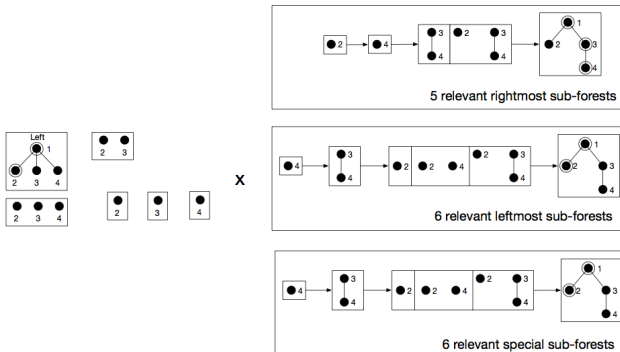 2 4 3 4 2 3 4 1 2 3 4
5 relevant rightmost sub-forests
Left
1
2 3 4
2 3
2 3 4
2 3 4
X
4 3 4 2 2 4 2 3 4 1 2 3 4
6 relevant leftmost sub-forests
4 3 4 2 2 4 2 3 4 1 2 3 4
6 relevant special sub-forests